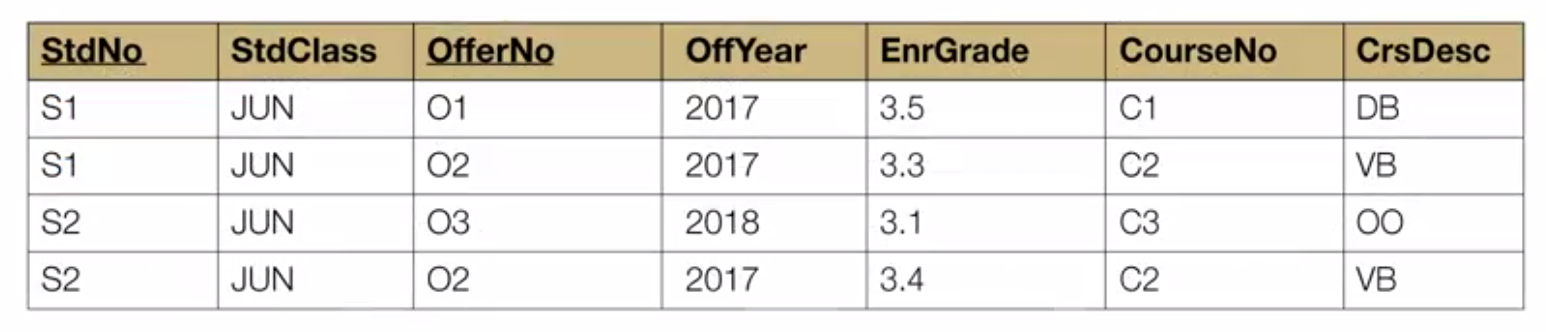 StdNo StdClass OfferNo OffYear EnrGrade CourseNo CrsDesc
S1 JUN O1 2017 3.5 C1 DB
S1 JUN O2 2017 3.3 C2 VB
S2 JUN O3 2018 3.1 C3 OO
S2 JUN O2 2017 3.4 C2 VB